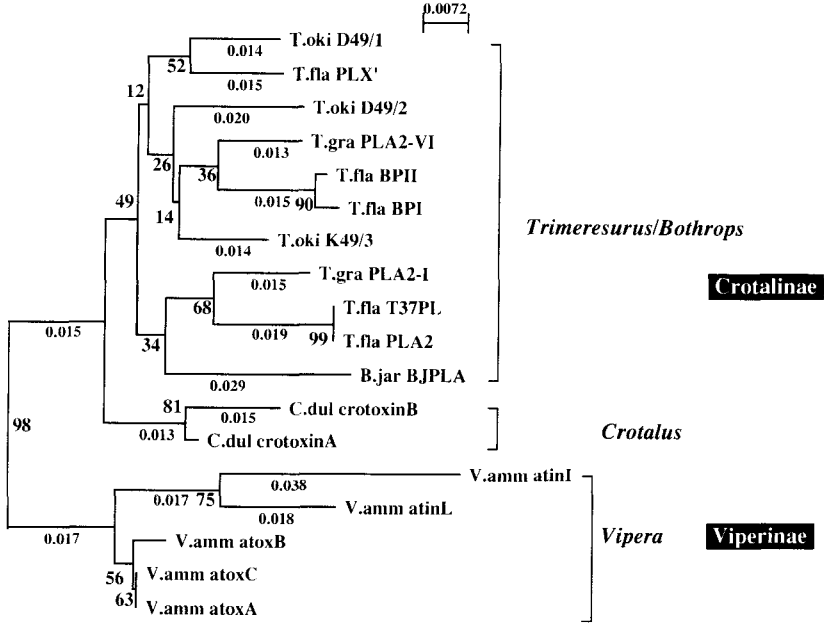 0.0072
T.oki D49/1
0.014
52
T.fla PLX'
0.015
12
T.oki D49/2
0.020
T.gra PLA2-VI
0.013
26
36
T.fla BPII
0.015
90
T.fla BPI
49
14
Trimeresurus/Bothrops
T.oki K49/3
0.014
T.gra PLA2-I
0.015
Crotalinae
68
T.fla T37PL
0.015
0.019
99
T.fla PLA2
34
B.jar BJPLA
0.029
81
C.dul crotoxinB
0.015
98
0.013
C.dul crotoxinA
Crotalus
V.amm atinI
0.038
0.017
75
V.amm atinL
0.018
0.017
V.amm atoxB
Vipera
Viperinae
56
V.amm atoxC
63
V.amm atoxA